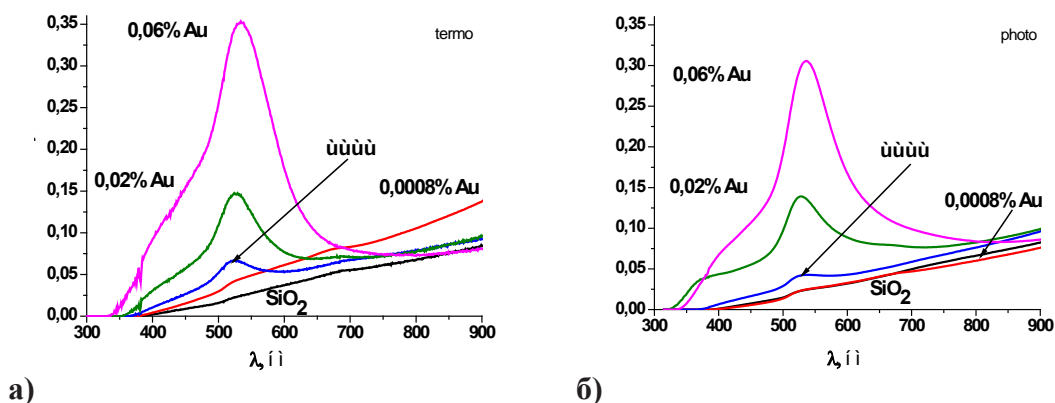 0,35
0,30
0,25
0,20
0,15
0,10
0,05
0,00
300 400 500 600 700 800 900
0,06% Au
termo
ùùùù
0,02% Au
0,0008% Au
SiO2
λ, í ì
а)
0,35
0,30
0,25
0,20
0,15
0,10
0,05
0,00
300 400 500 600 700 800 900
photo
0,06% Au
ùùùù
0,02% Au
0,0008% Au
SiO2
λ, í ì
б)